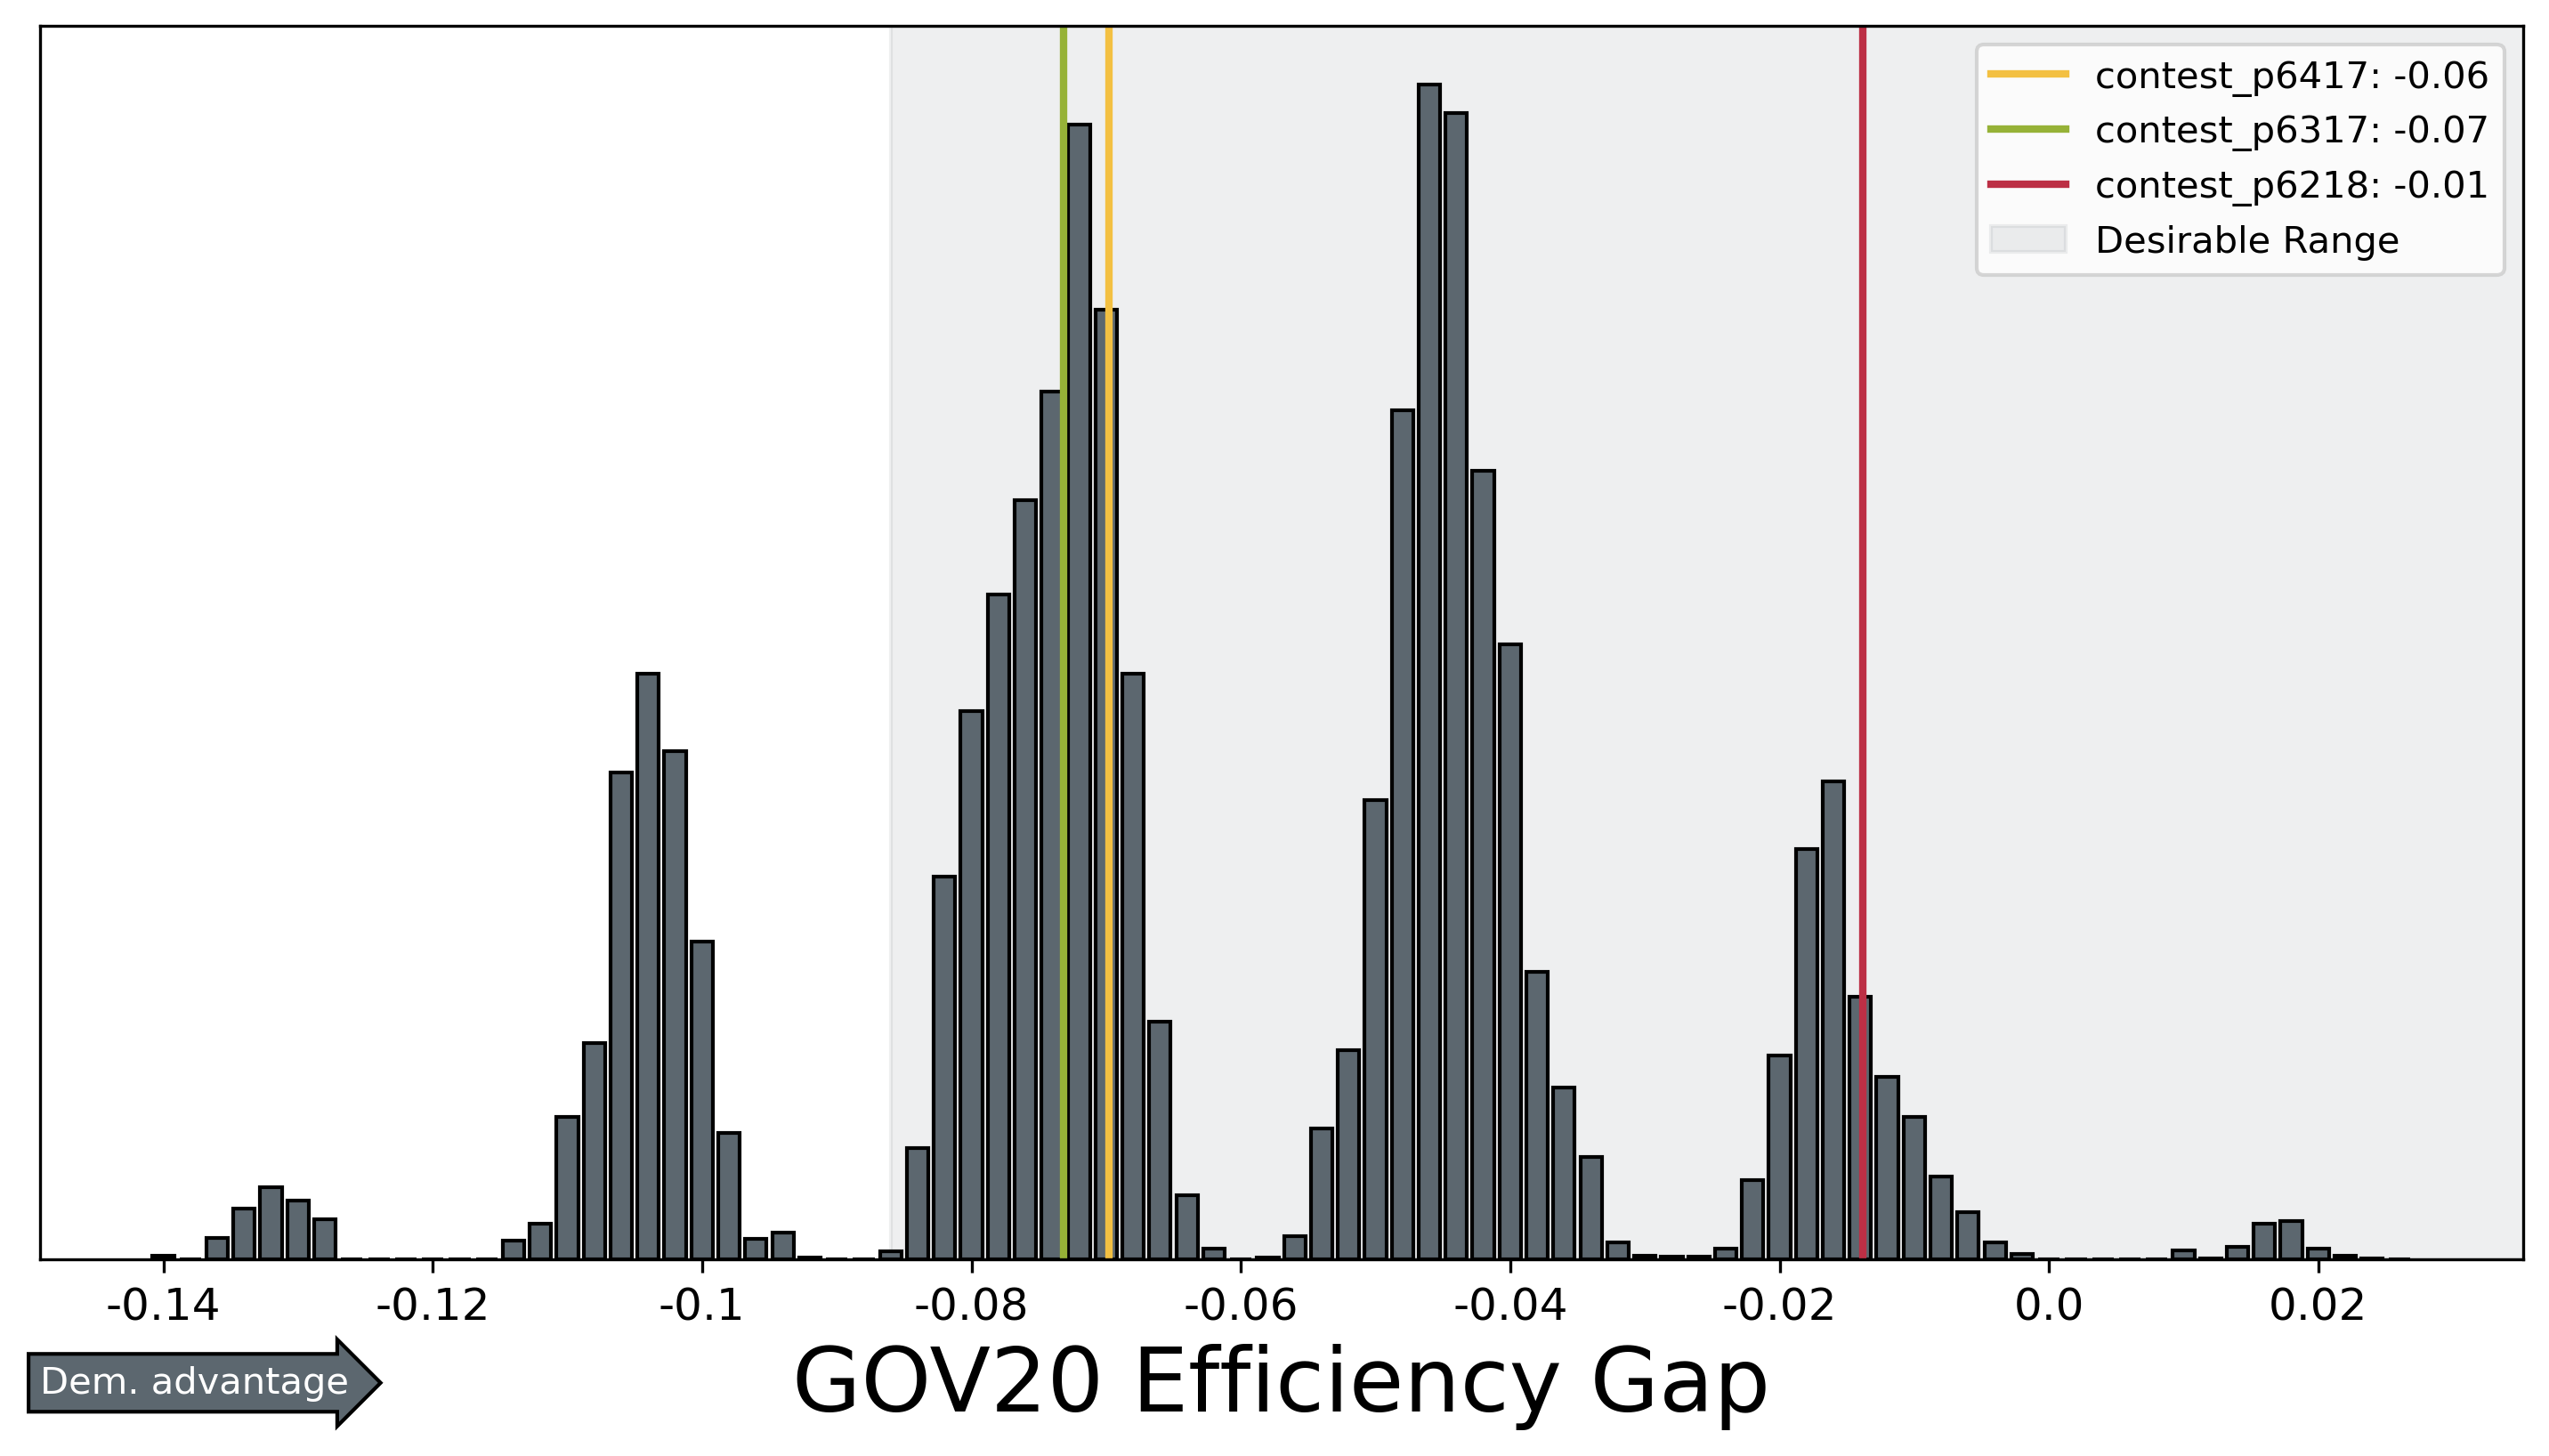 contest_p6417: -0.06
contest_p6317: -0.07
contest_p6218: -0.01
Desirable Range
-0.14 -0.12 -0.1 -0.08 -0.06 -0.04 -0.02 0.0 0.02
Dem. advantage
GOV20 Efficiency Gap